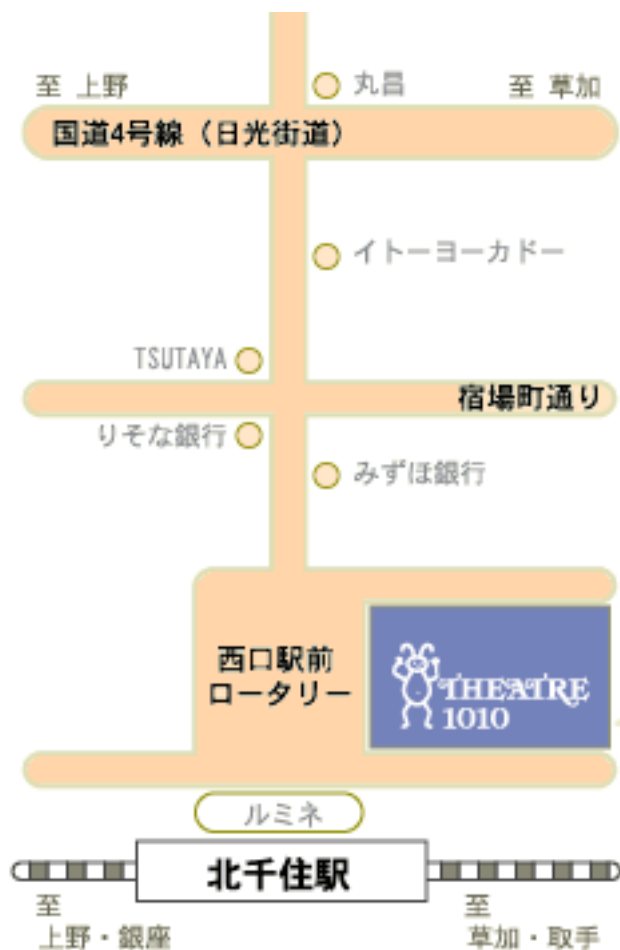 至 上野
丸昌
至 草加
国道4号線（日光街道）
イトーヨーカドー
TSUTAYA
宿場町通り
りそな銀行
みずほ銀行
西口駅前
ロータリー
THEATRE
1010
ルミネ
北千住駅
至
上野・銀座
至
草加・取手